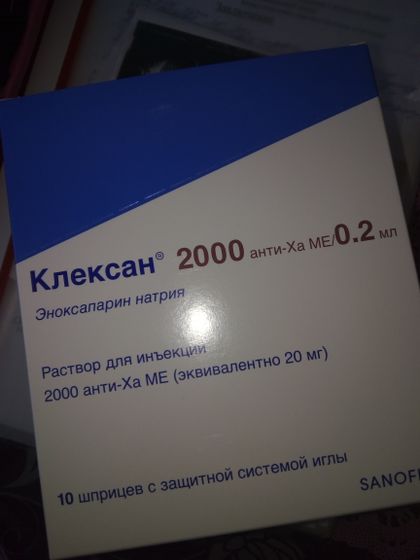 Клексан® 2000 анти-Ха МЕ/0.2 мл
Эноксапарин натрия
Раствор для инъекций
2000 анти-Ха МЕ (эквивалентно 20 мг)
10 шприцев с защитной системой иглы
SANOFI